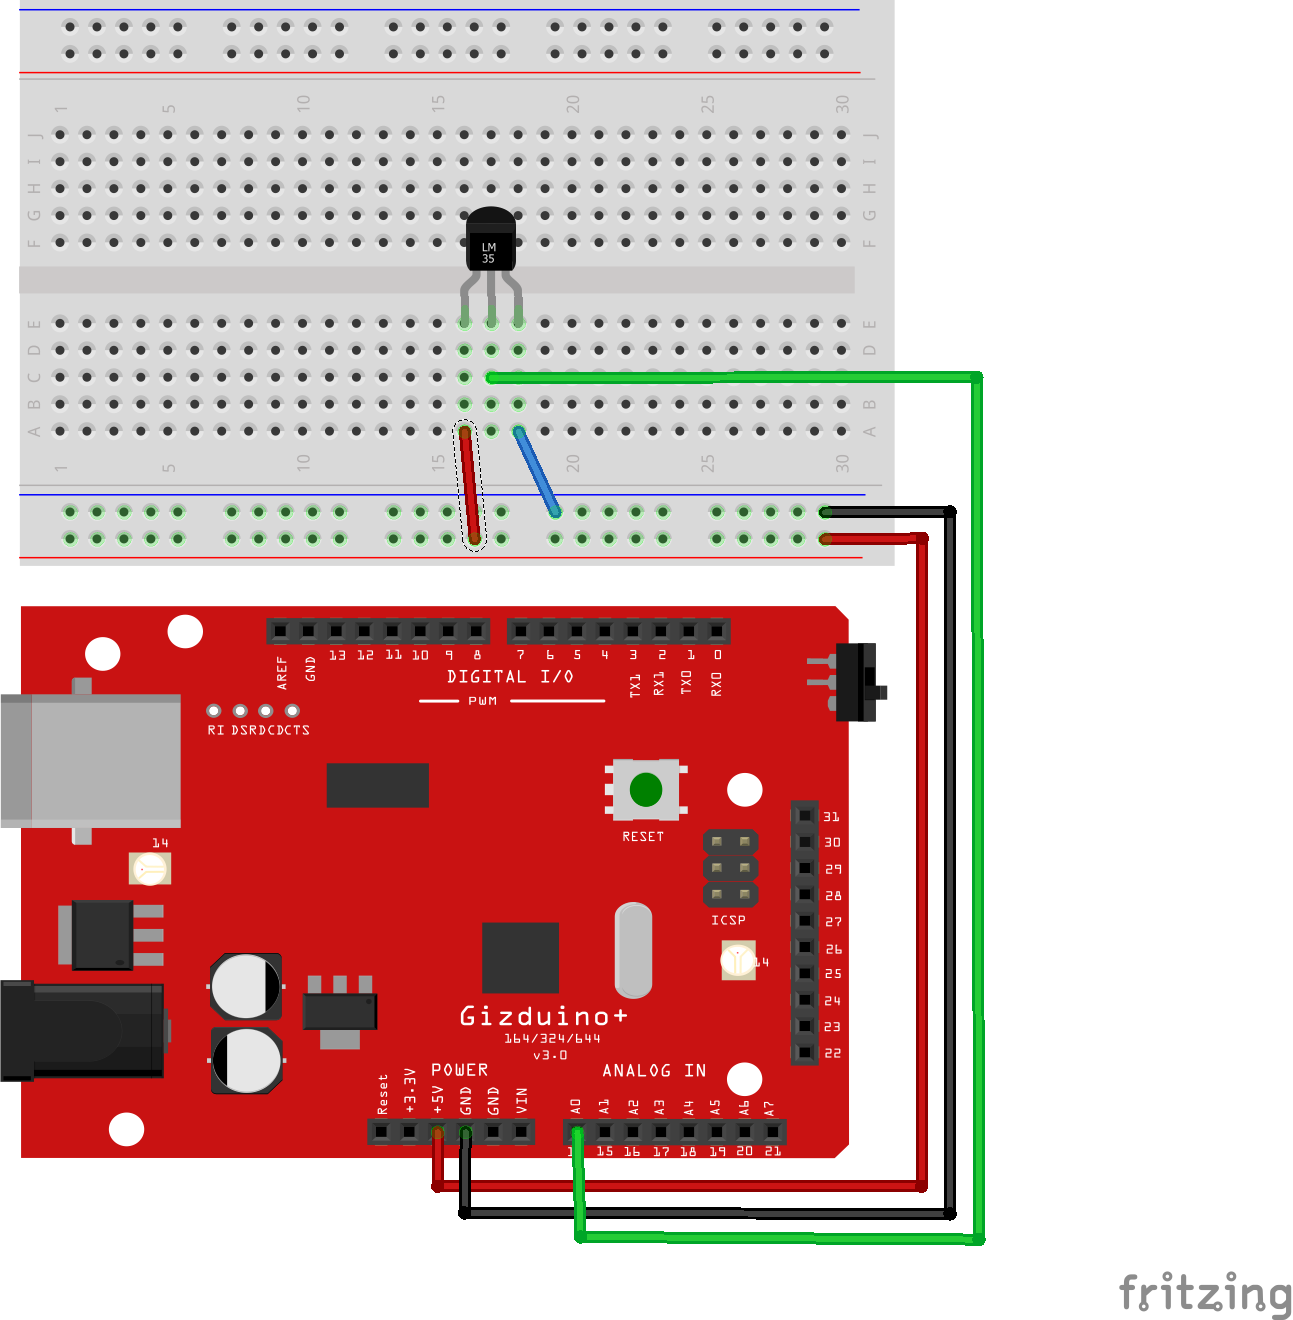 1 5 10 15 20 25 30
J J
I I
H H
G G
F F
LM
35
E E
D D
C
B B
A A
1 5 10 15 20 25 30
AREF GND 13 12 11 10 9 8 7 6 5 4 3 2 1 0
TX1 RX1 TX0 RX0
DIGITAL I/O
PWM
RI DSRDCDCTS
RESET
14
31
30
29
28
27
26
25
24
23
22
ICSP
14
Gizduino+
164/324/644
v3.0
POWER ANALOG IN
Reset +3.3V +5V GND GND VIN A0 A1 A2 A3 A4 A5 A6 A7
15 16 17 18 19 20 21
fritzing